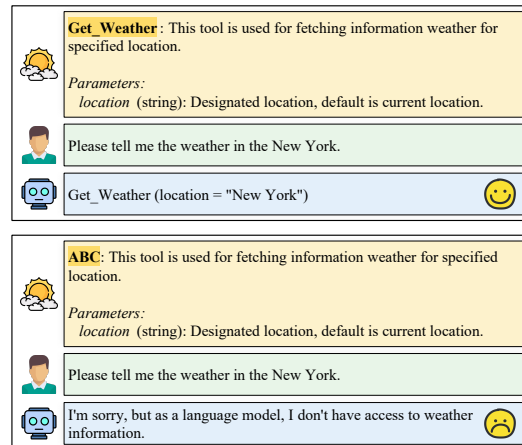 Get_Weather : This tool is used for fetching information weather for
specified location.
Parameters:
location (string): Designated location, default is current location.
Please tell me the weather in the New York.
Get_Weather (location = "New York")
ABC: This tool is used for fetching information weather for specified
location.
Parameters:
location (string): Designated location, default is current location.
Please tell me the weather in the New York.
I'm sorry, but as a language model, I don't have access to weather
information.